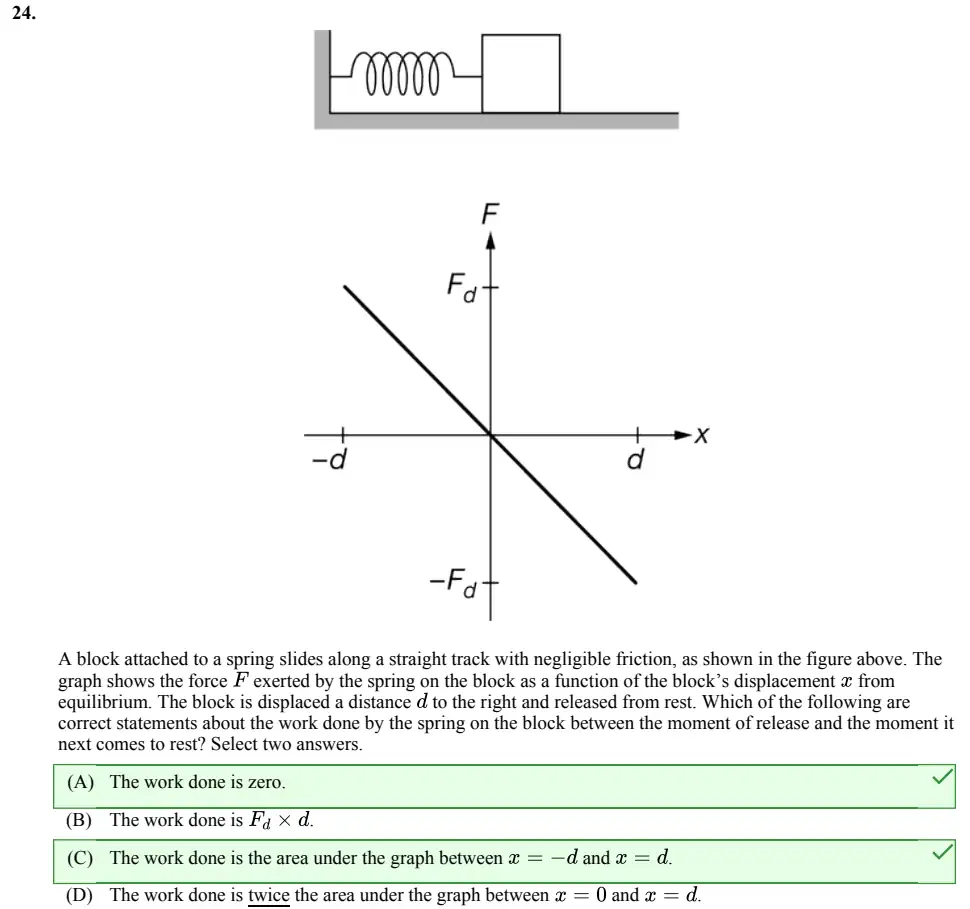 24.
F
F_d
-d
d
x
-F_d
A block attached to a spring slides along a straight track with negligible friction, as shown in the figure above. The
graph shows the force F exerted by the spring on the block as a function of the block's displacement x from
equilibrium. The block is displaced a distance d to the right and released from rest. Which of the following are
correct statements about the work done by the spring on the block between the moment of release and the moment it
next comes to rest? Select two answers.
(A) The work done is zero.
(B) The work done is F_d × d.
(C) The work done is the area under the graph between x = −d and x = d.
(D) The work done is twice the area under the graph between x = 0 and x = d.